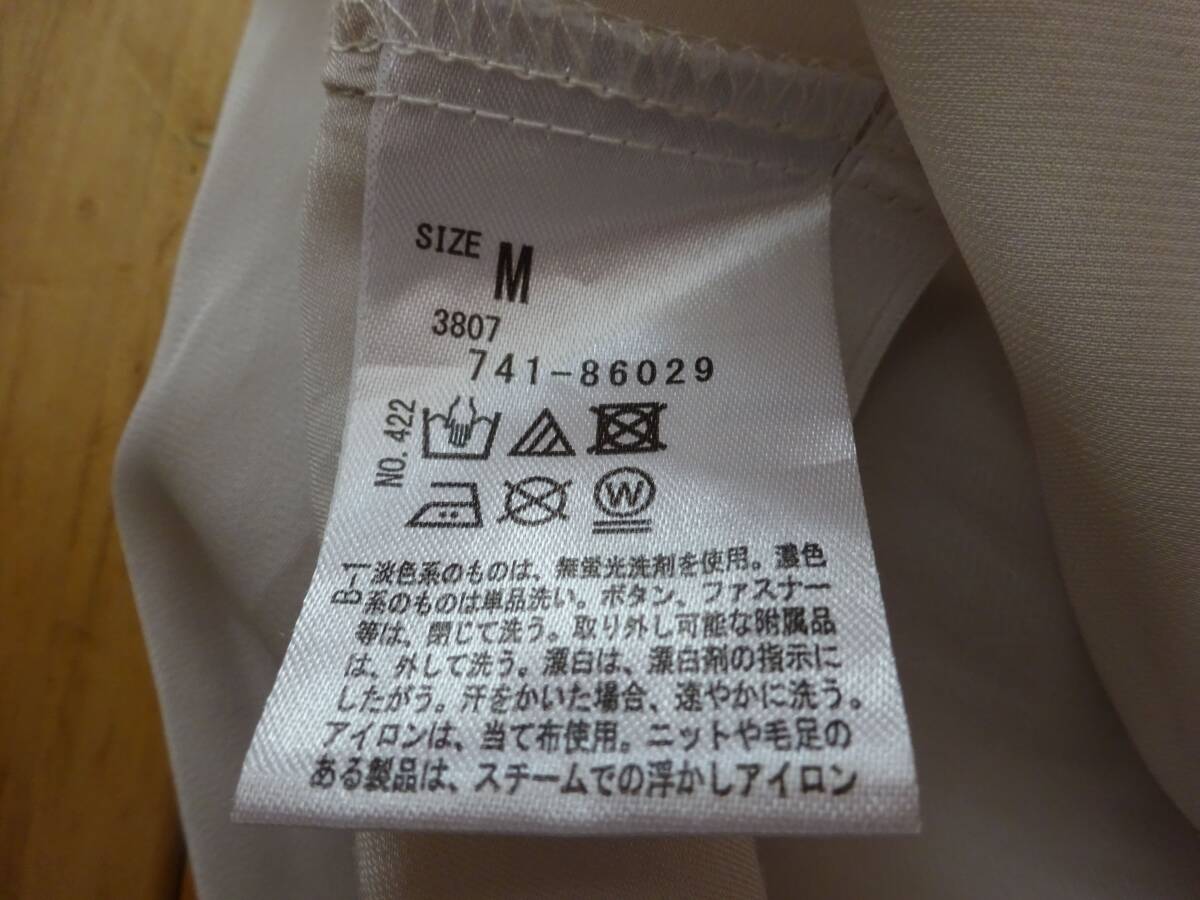 SIZE M
3807
741-86029
NO. 422
W
BT
淡色系のものは、無蛍光洗剤を使用。濃色
系のものは単品洗い。ボタン、ファスナー
等は、閉じて洗う。取り外し可能な附属品
は、外して洗う。漂白は、漂白剤の指示に
したがう。汗をかいた場合、速やかに洗う。
アイロンは、当て布使用。ニットや毛足の
ある製品は、スチームでの浮かしアイロン